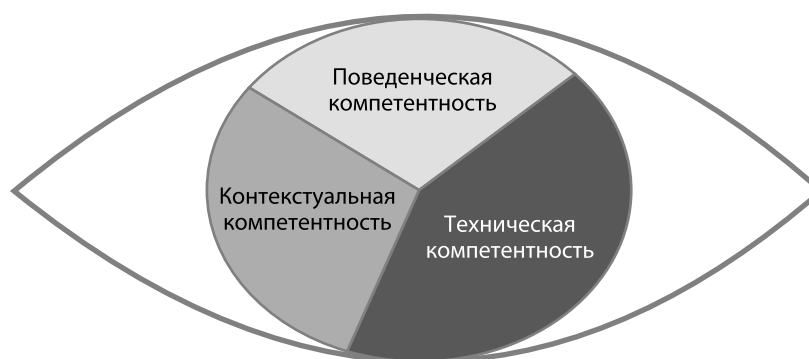 Поведенческая
компетентность
Контекстуальная
компетентность
Техническая
компетентность